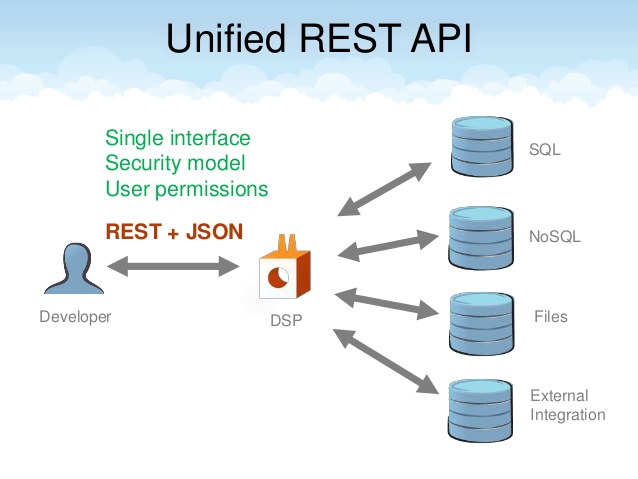 Unified REST API
Single interface
Security model
User permissions
REST + JSON
Developer
DSP
SQL
NoSQL
Files
External
Integration